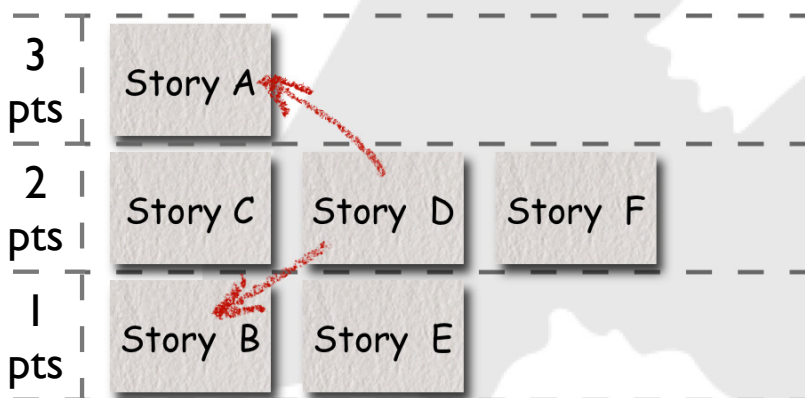 3
pts
Story A
2
pts
Story C
Story D
Story F
1
pts
Story B
Story E